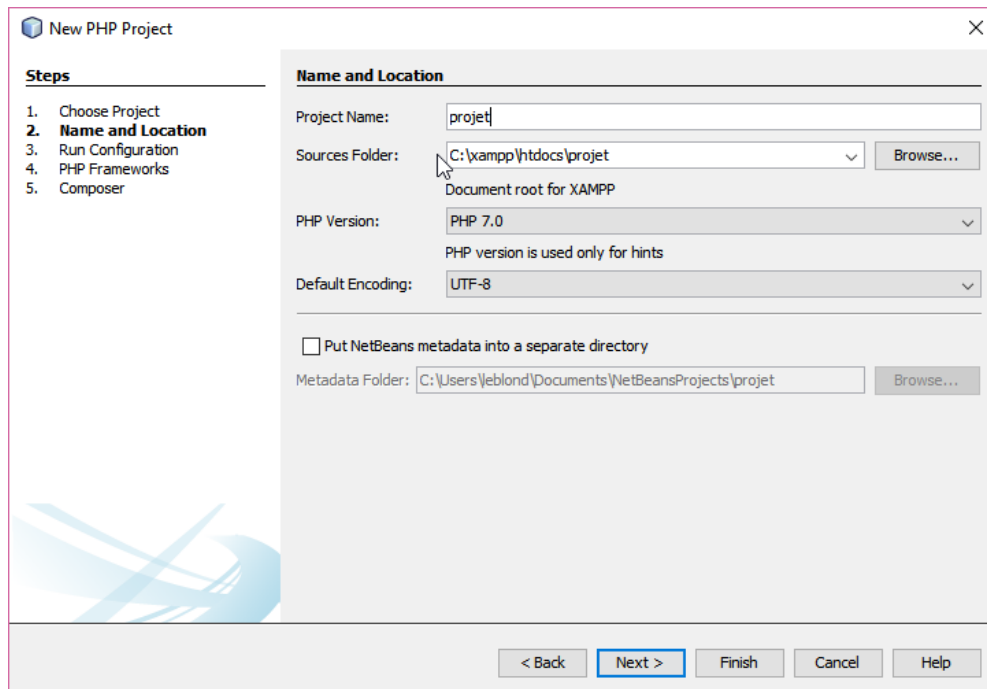 New PHP Project
Steps
1. Choose Project
2. Name and Location
3. Run Configuration
4. PHP Frameworks
5. Composer
Name and Location
Project Name: projet
Sources Folder: C:\xampp\htdocs\projet Browse...
Document root for XAMPP
PHP Version: PHP 7.0
PHP version is used only for hints
Default Encoding: UTF-8
Put NetBeans metadata into a separate directory
Metadata Folder: C:\Users\leblond\Documents\NetBeansProjects\projet Browse...
< Back Next > Finish Cancel Help